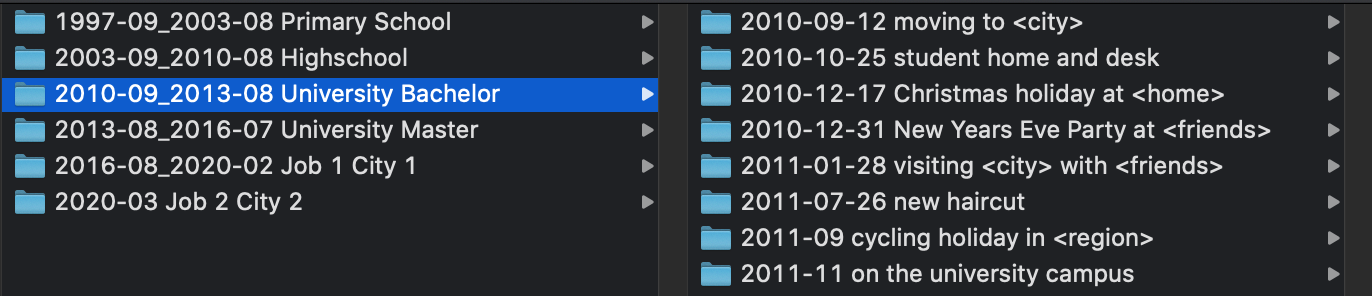 1997-09_2003-08 Primary School
2003-09_2010-08 Highschool
2010-09_2013-08 University Bachelor
2013-08_2016-07 University Master
2016-08_2020-02 Job 1 City 1
2020-03 Job 2 City 2
2010-09-12 moving to <city>
2010-10-25 student home and desk
2010-12-17 Christmas holiday at <home>
2010-12-31 New Years Eve Party at <friends>
2011-01-28 visiting <city> with <friends>
2011-07-26 new haircut
2011-09 cycling holiday in <region>
2011-11 on the university campus